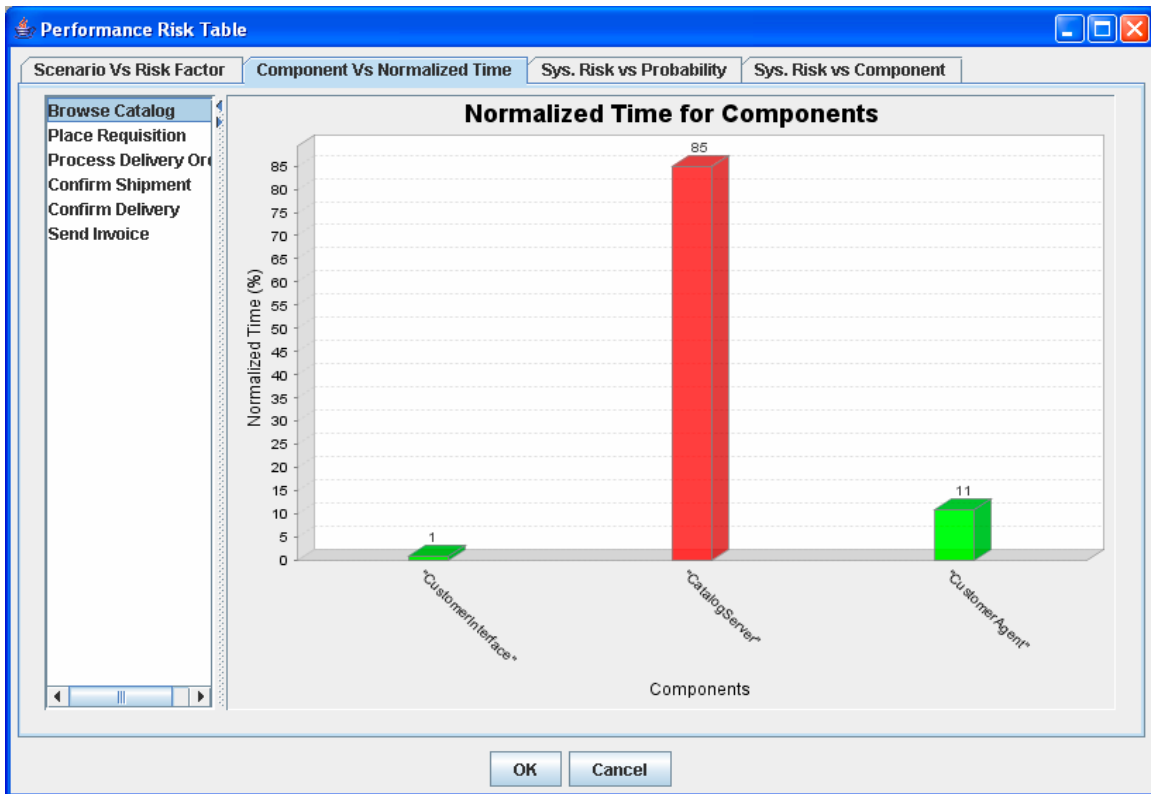 Performance Risk Table
Scenario Vs Risk Factor
Component Vs Normalized Time
Sys. Risk vs Probability
Sys. Risk vs Component
Browse Catalog
Place Requisition
Process Delivery Ord
Confirm Shipment
Confirm Delivery
Send Invoice
Normalized Time for Components
Normalized Time (%)
85
80
75
70
65
60
55
50
45
40
35
30
25
20
15
10
5
0
1
85
11
"CustomerInterface"
"CatalogServer"
"CustomerAgent"
Components
OK
Cancel